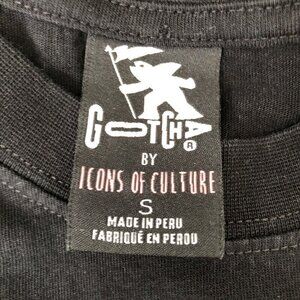 GOTCHA®
BY
ICONS OF CULTURE
S
MADE IN PERU
FABRIQUÉ EN PEROU